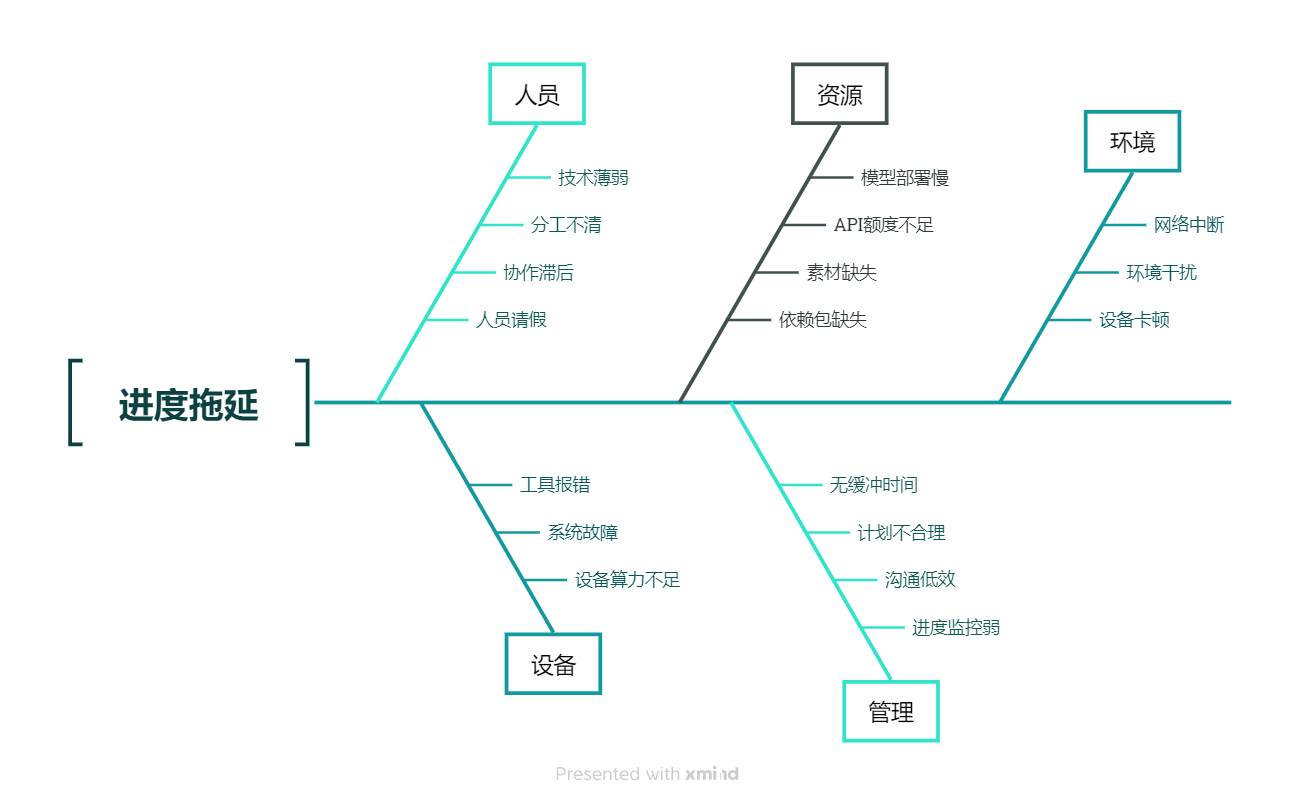 人员
技术薄弱
分工不清
协作滞后
人员请假
资源
模型部署慢
API额度不足
素材缺失
依赖包缺失
环境
网络中断
环境干扰
设备卡顿
进度拖延
工具报错
系统故障
设备算力不足
设备
无缓冲时间
计划不合理
沟通低效
进度监控弱
管理
Presented with xmind